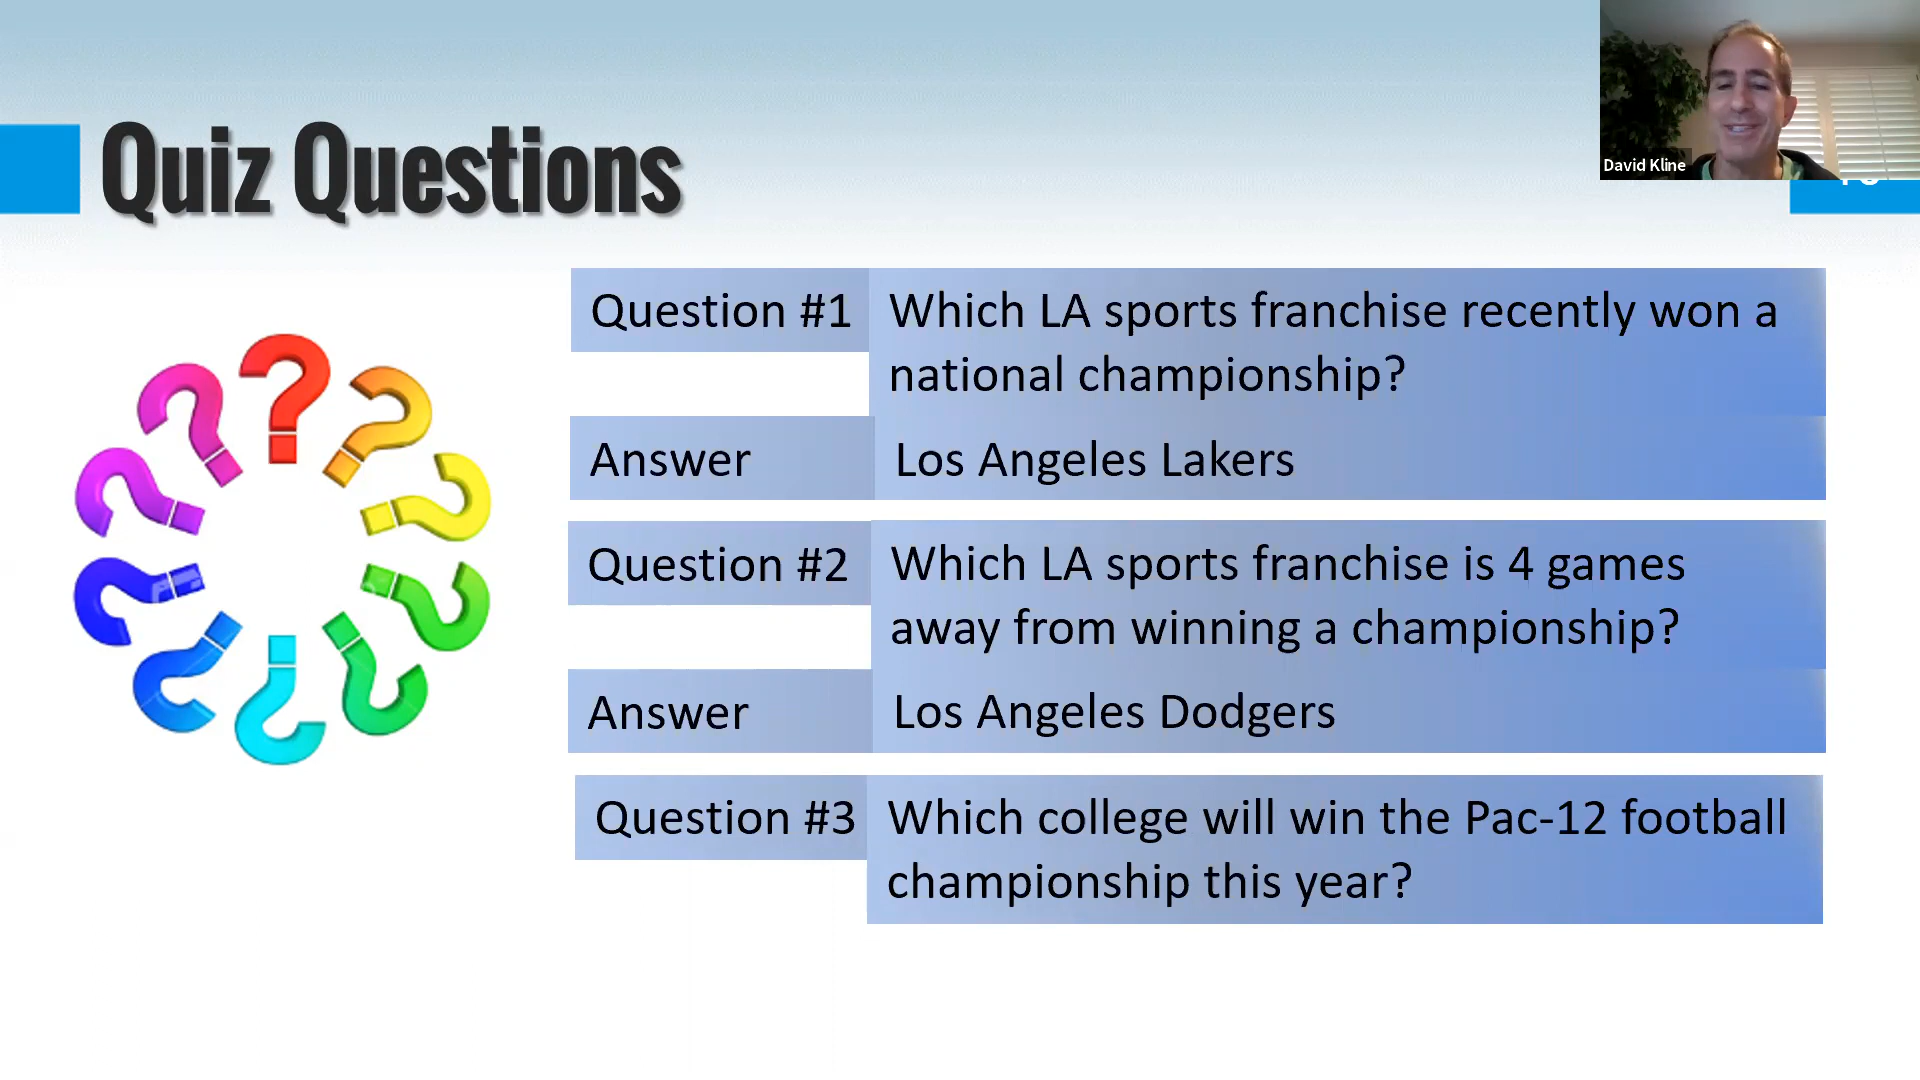 David Kline
Quiz Questions
Question #1
Which LA sports franchise recently won a
national championship?
Answer
Los Angeles Lakers
Question #2
Which LA sports franchise is 4 games
away from winning a championship?
Answer
Los Angeles Dodgers
Question #3
Which college will win the Pac-12 football
championship this year?